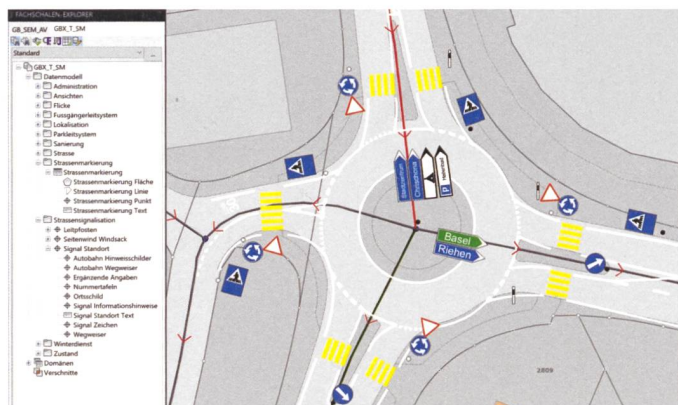 FACHSCHALEN-EXPLORER
GB_SEM_AV GBX_T_SM
Standard
GBX_T_SM
Datenmodell
Administration
Ansichten
Flicke
Fussgängerleitsystem
Lokalisation
Parkleitsystem
Sanierung
Strasse
Strassenmarkierung
Strassenmarkierung
Strassenmarkierung Fläche
Strassenmarkierung Linie
Strassenmarkierung Punkt
Strassenmarkierung Text
Strassensignalisation
Leitpfosten
Seitenwind Windsack
Signal Standort
Autobahn Hinweisschilder
Autobahn Wegweiser
Ergänzende Angaben
Nummertafeln
Ortsschild
Signal Informationshinweise
Signal Standort Text
Signal Zeichen
Wegweiser
Winterdienst
Zustand
Domänen
Verschnitte
Chrischona
P
Basel
Riehen